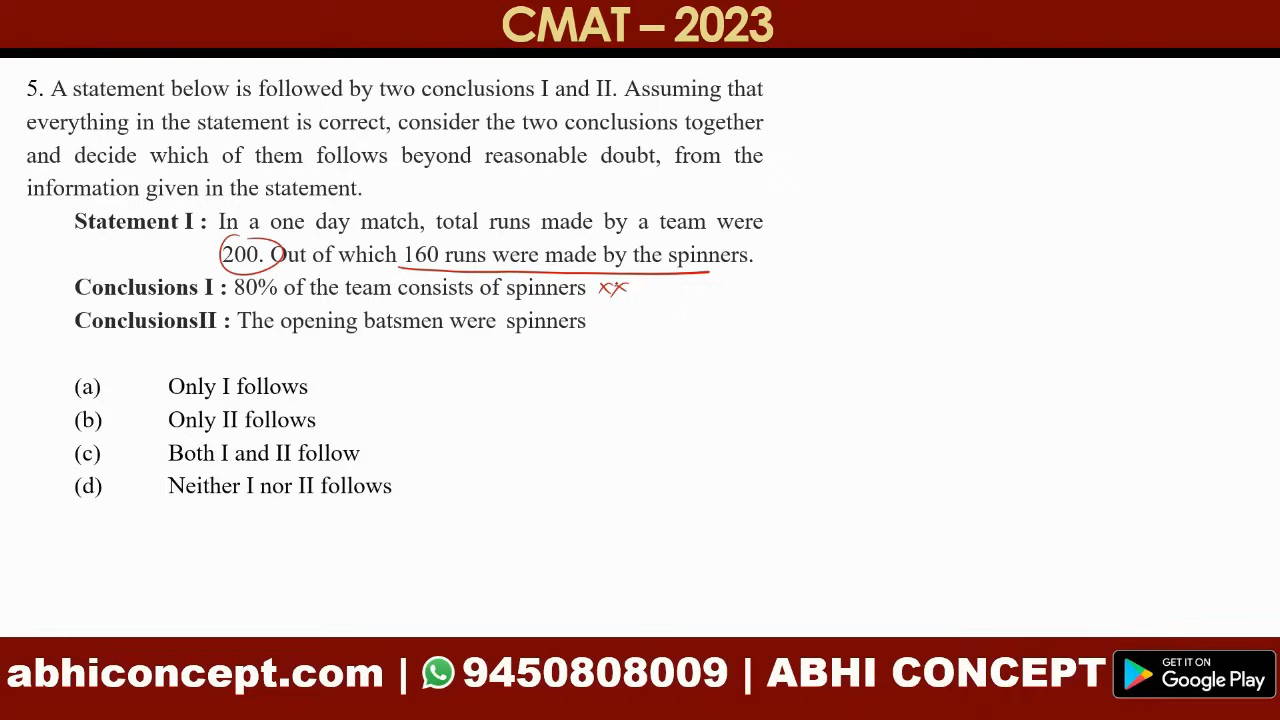 CMAT – 2023
5. A statement below is followed by two conclusions I and II. Assuming that
everything in the statement is correct, consider the two conclusions together
and decide which of them follows beyond reasonable doubt, from the
information given in the statement.
Statement I : In a one day match, total runs made by a team were
200. Out of which 160 runs were made by the spinners.
Conclusions I : 80% of the team consists of spinners ××
ConclusionsII : The opening batsmen were spinners
(a) Only I follows
(b) Only II follows
(c) Both I and II follow
(d) Neither I nor II follows
abhiconcept.com | 9450808009 | ABHI CONCEPT
GET IT ON
Google Play